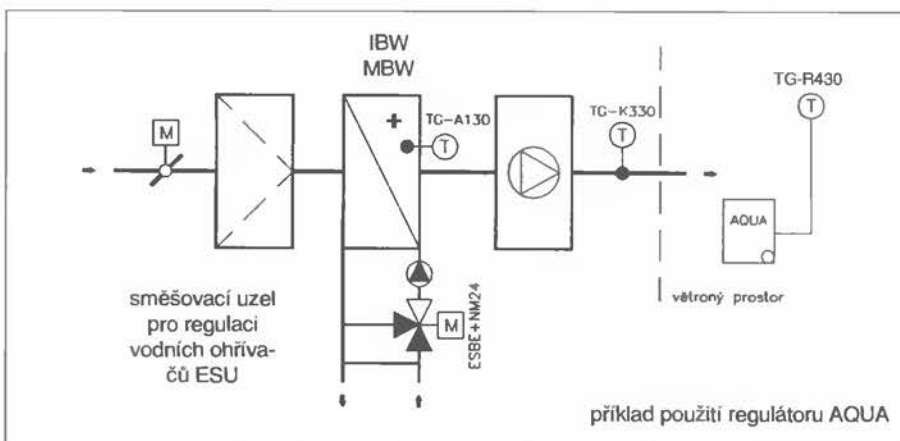 IBW
MBW
TG-R430
T
TG-K330
T
M
+
TG-A130
T
AQUA
větroný prostor
směšovací uzel
pro regulaci
vodních ohříva-
čů ESU
M
ESBE+NM24
příklad použití regulátoru AQUA